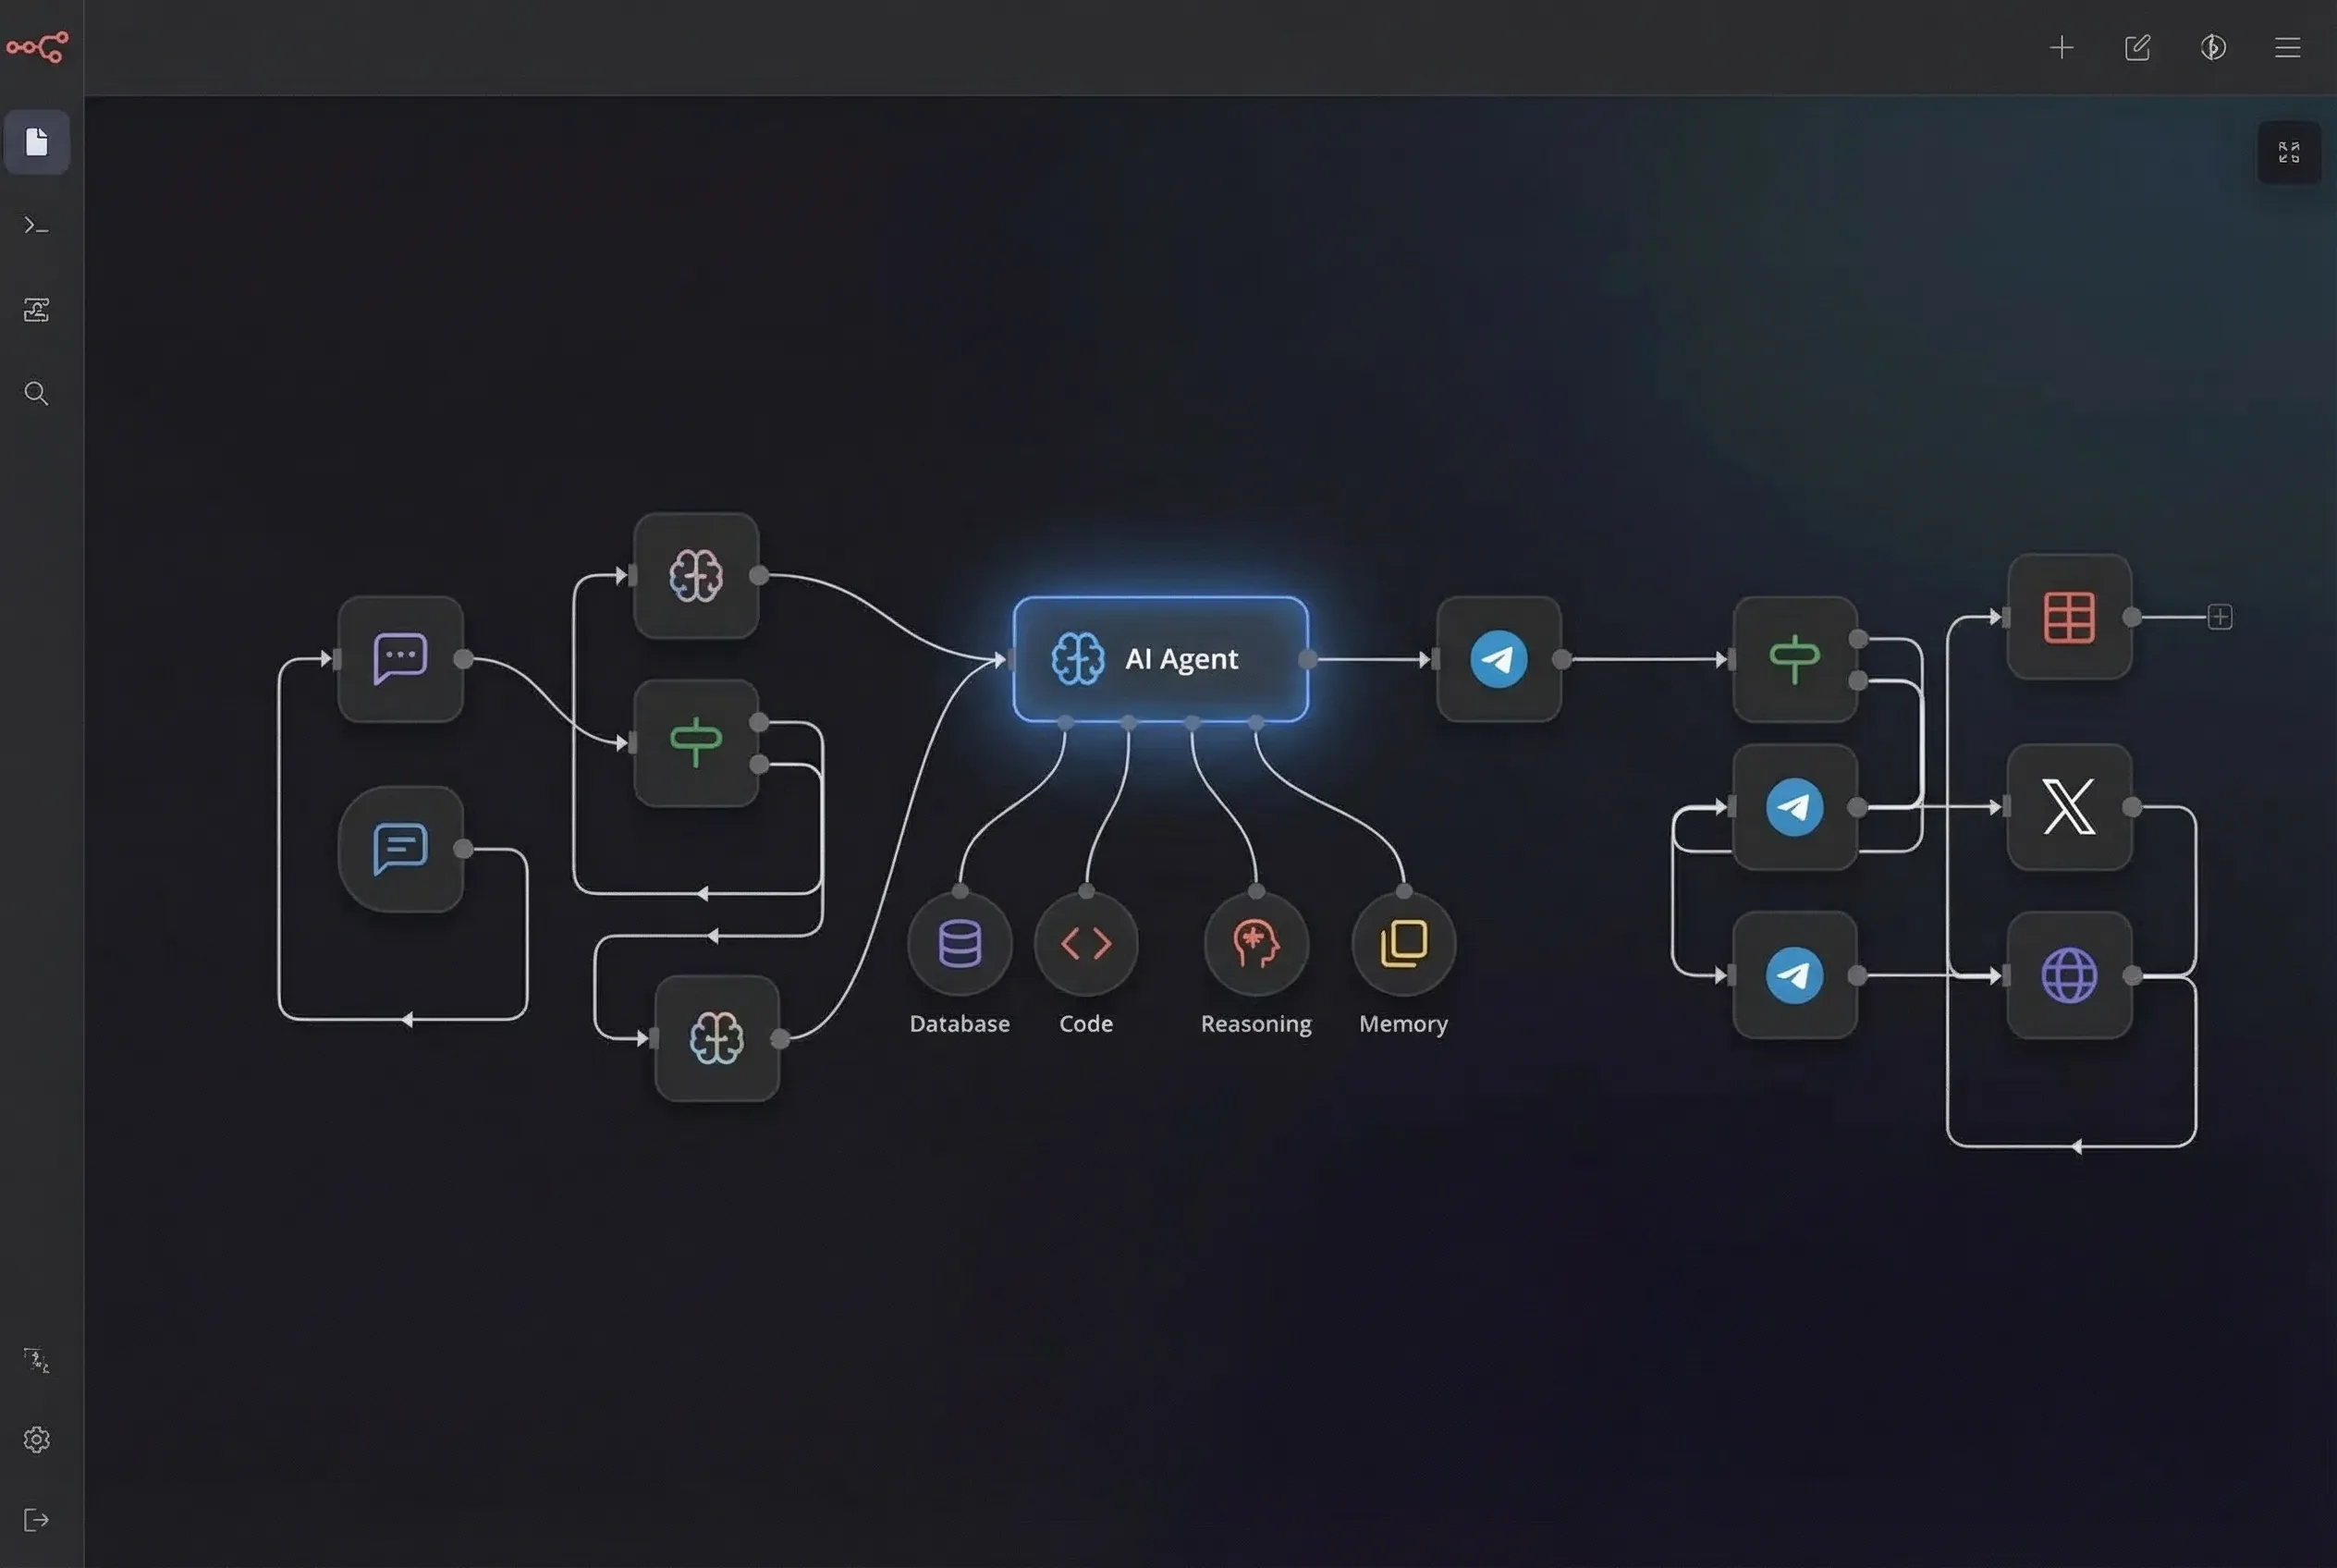 AI Agent
Database
Code
Reasoning
Memory